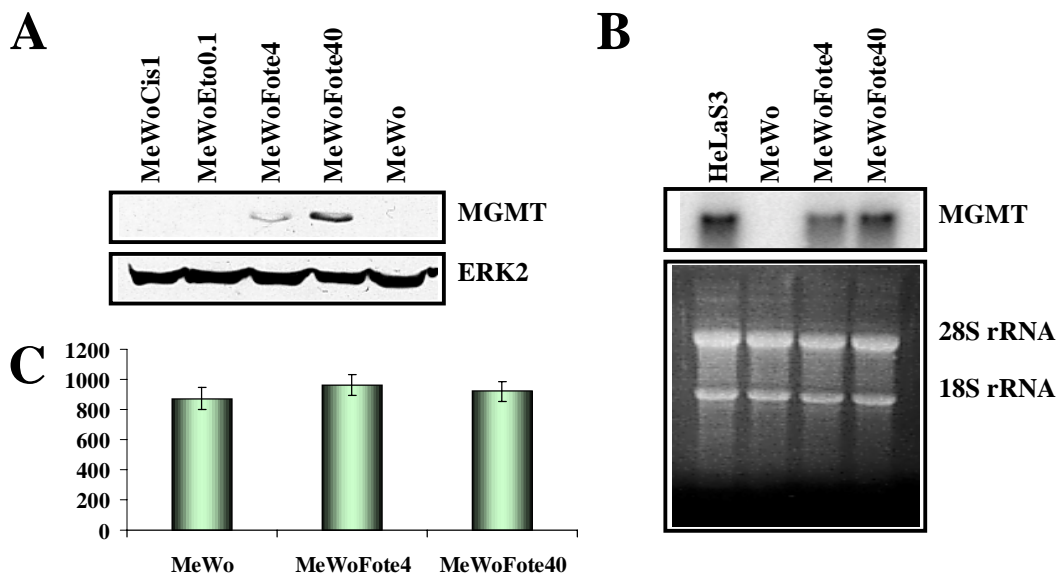 A
MeWoCis1
MeWoEto0.1
MeWoFote4
MeWoFote40
MeWo
MGMT
ERK2
B
HeLaS3
MeWo
MeWoFote4
MeWoFote40
MGMT
28S rRNA
18S rRNA
C
1200
1000
800
600
400
200
0
MeWo
MeWoFote4
MeWoFote40